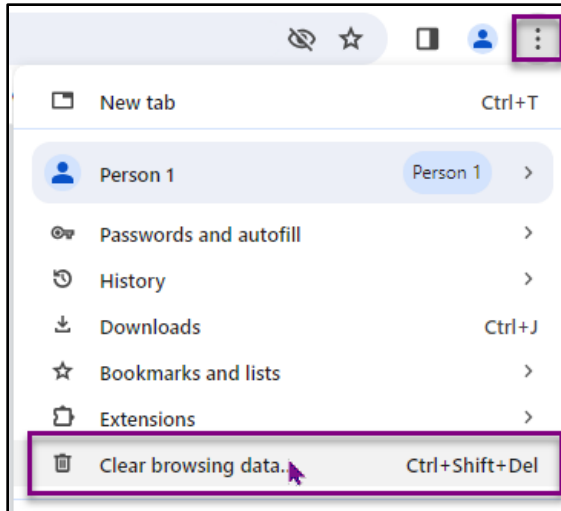 New tab Ctrl+T
Person 1 Person 1
Passwords and autofill
History
Downloads Ctrl+J
Bookmarks and lists
Extensions
Clear browsing data... Ctrl+Shift+Del